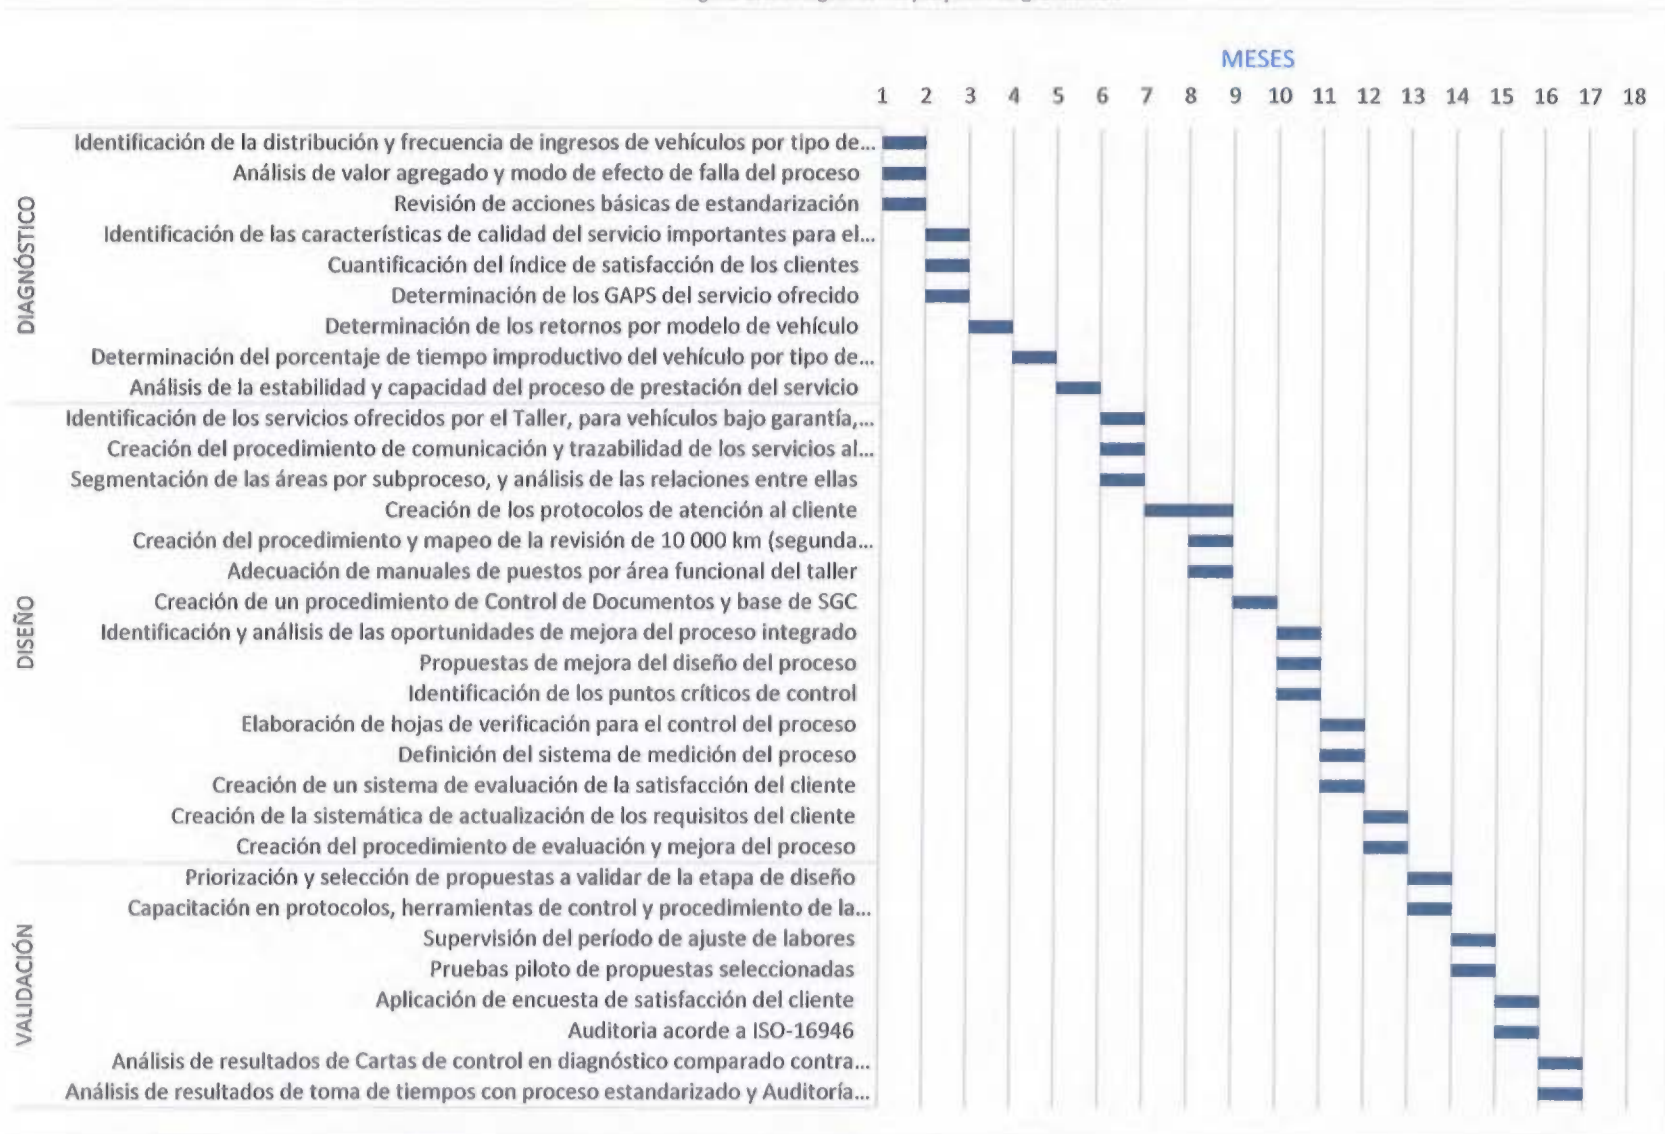 MESES
1 2 3 4 5 6 7 8 9 10 11 12 13 14 15 16 17 18
DIAGNÓSTICO
Identificación de la distribución y frecuencia de ingresos de vehículos por tipo de...
Análisis de valor agregado y modo de efecto de falla del proceso
Revisión de acciones básicas de estandarización
Identificación de las características de calidad del servicio importantes para el...
Cuantificación del índice de satisfacción de los clientes
Determinación de los GAPS del servicio ofrecido
Determinación de los retornos por modelo de vehículo
Determinación del porcentaje de tiempo improductivo del vehículo por tipo de...
Análisis de la estabilidad y capacidad del proceso de prestación del servicio
DISEÑO
Identificación de los servicios ofrecidos por el Taller, para vehículos bajo garantía,...
Creación del procedimiento de comunicación y trazabilidad de los servicios al...
Segmentación de las áreas por subproceso, y análisis de las relaciones entre ellas
Creación de los protocolos de atención al cliente
Creación del procedimiento y mapeo de la revisión de 10 000 km (segunda...
Adecuación de manuales de puestos por área funcional del taller
Creación de un procedimiento de Control de Documentos y base de SGC
Identificación y análisis de las oportunidades de mejora del proceso integrado
Propuestas de mejora del diseño del proceso
Identificación de los puntos críticos de control
Elaboración de hojas de verificación para el control del proceso
Definición del sistema de medición del proceso
Creación de un sistema de evaluación de la satisfacción del cliente
Creación de la sistemática de actualización de los requisitos del cliente
Creación del procedimiento de evaluación y mejora del proceso
VALIDACIÓN
Priorización y selección de propuestas a validar de la etapa de diseño
Capacitación en protocolos, herramientas de control y procedimiento de la...
Supervisión del período de ajuste de labores
Pruebas piloto de propuestas seleccionadas
Aplicación de encuesta de satisfacción del cliente
Auditoria acorde a ISO-16946
Análisis de resultados de Cartas de control en diagnóstico comparado contra...
Análisis de resultados de toma de tiempos con proceso estandarizado y Auditoría...